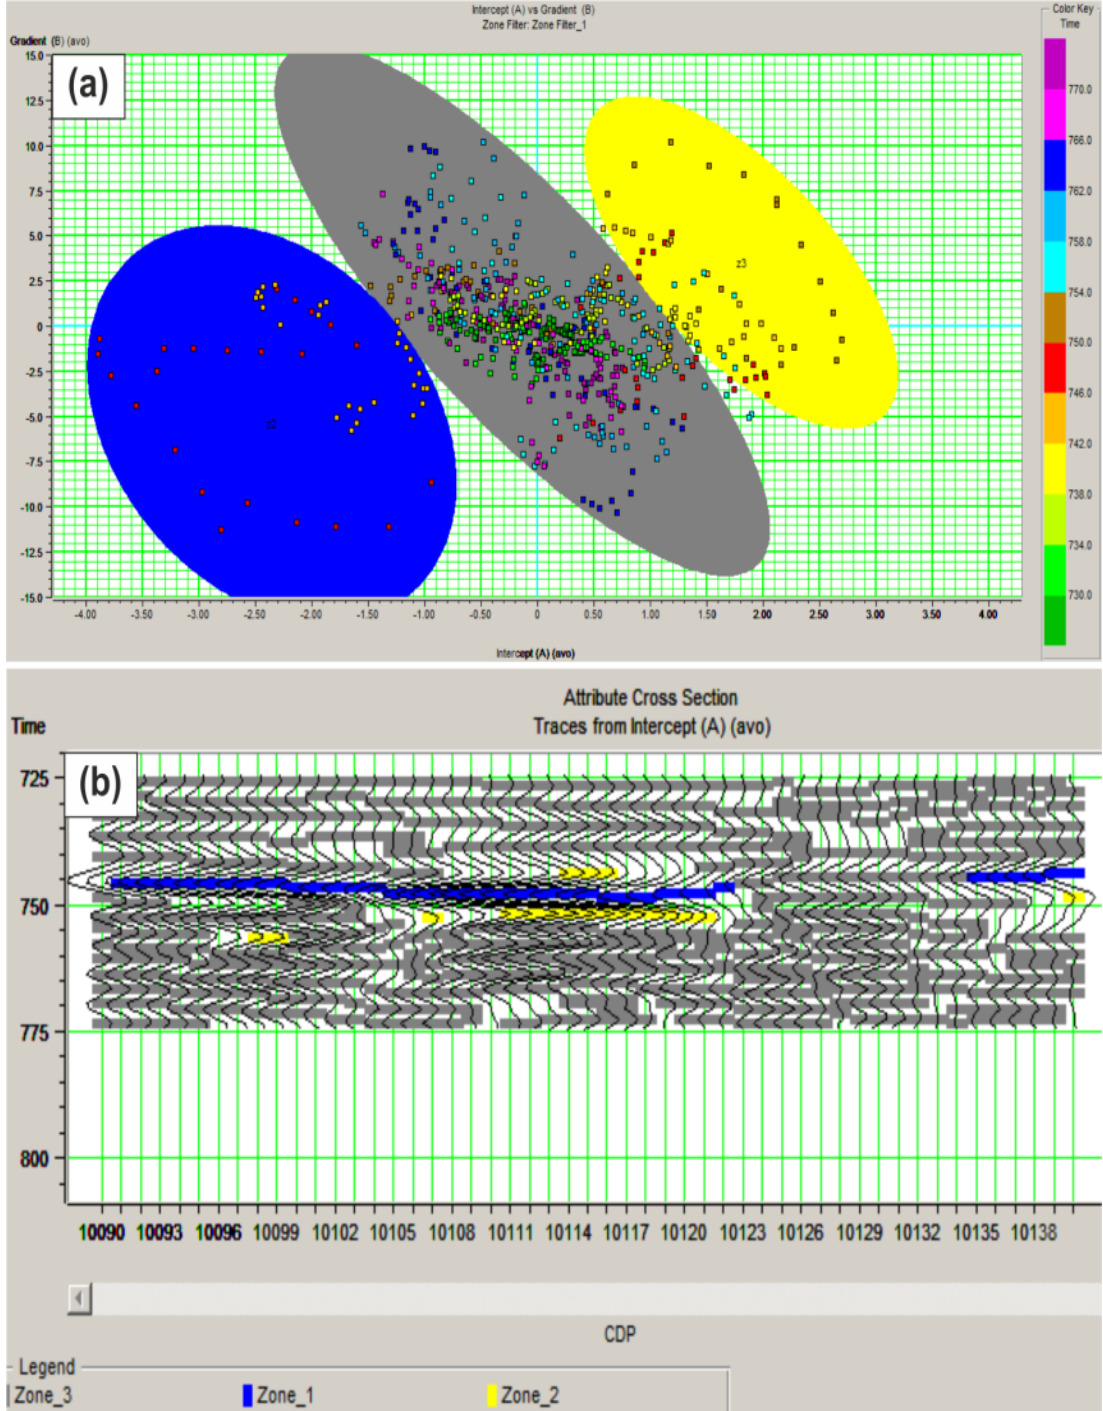 Intercept (A) vs Gradient (B)
Zone Filter: Zone Filter_1
Color Key
Time
Gradient (B) (avo)
(a)
15.0
12.5
10.0
7.5
5.0
2.5
0
-2.5
-5.0
-7.5
-10.0
-12.5
-15.0
z3
770.0
766.0
762.0
758.0
754.0
750.0
746.0
742.0
738.0
734.0
730.0
-4.00 -3.50 -3.00 -2.50 -2.00 -1.50 -1.00 -0.50 0 0.50 1.00 1.50 2.00 2.50 3.00 3.50 4.00
Intercept (A) (avo)
Attribute Cross Section
Time
Traces from Intercept (A) (avo)
(b)
725
750
775
800
10090 10093 10096 10099 10102 10105 10108 10111 10114 10117 10120 10123 10126 10129 10132 10135 10138
CDP
Legend
Zone_3 Zone_1 Zone_2